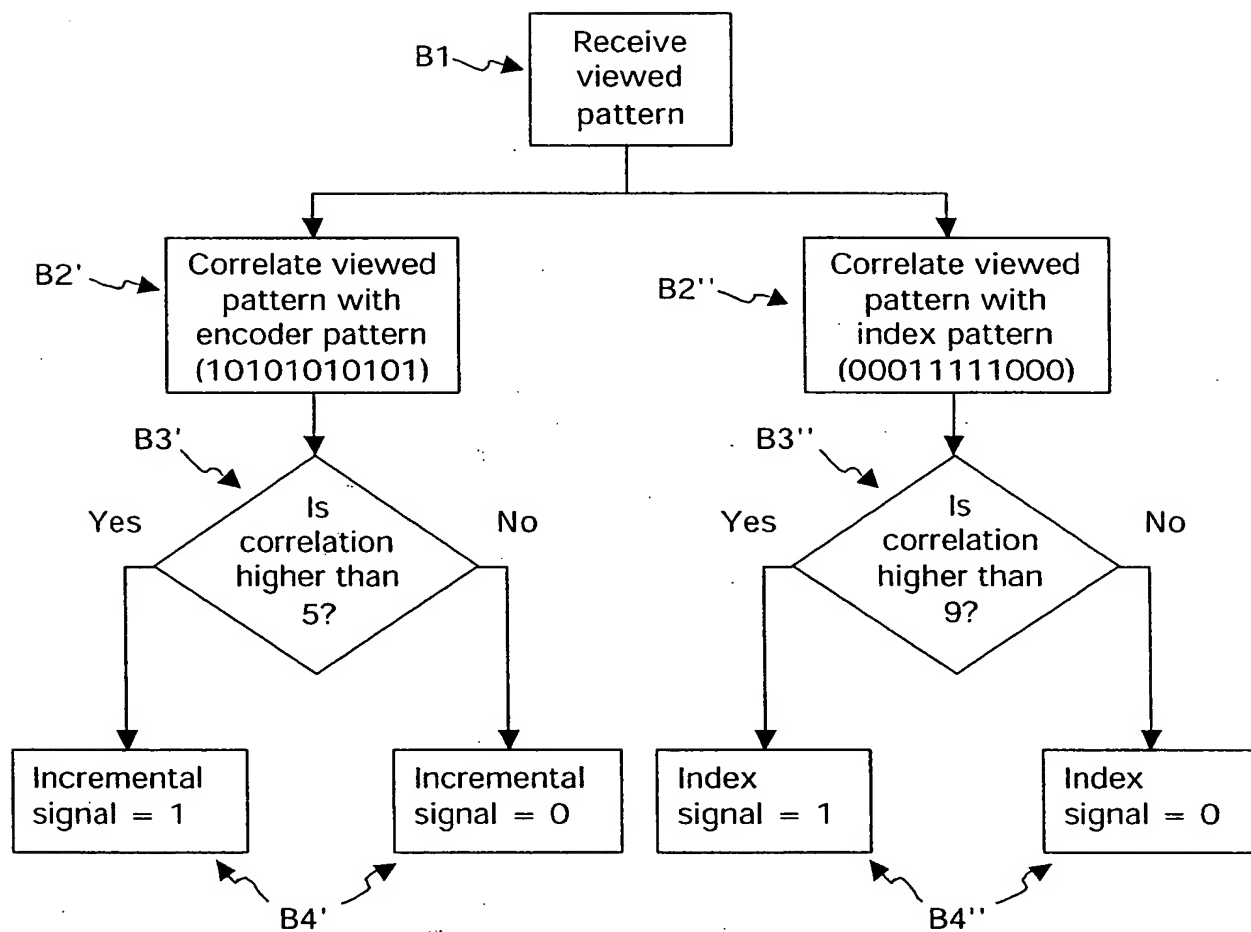 B1
Receive
viewed
pattern
B2'
Correlate viewed
pattern with
encoder pattern
(10101010101)
B2''
Correlate viewed
pattern with
index pattern
(00011111000)
B3'
Yes
Is
correlation
higher than
5?
No
B3''
Yes
Is
correlation
higher than
9?
No
Incremental
signal = 1
Incremental
signal = 0
Index
signal = 1
Index
signal = 0
B4'
B4''